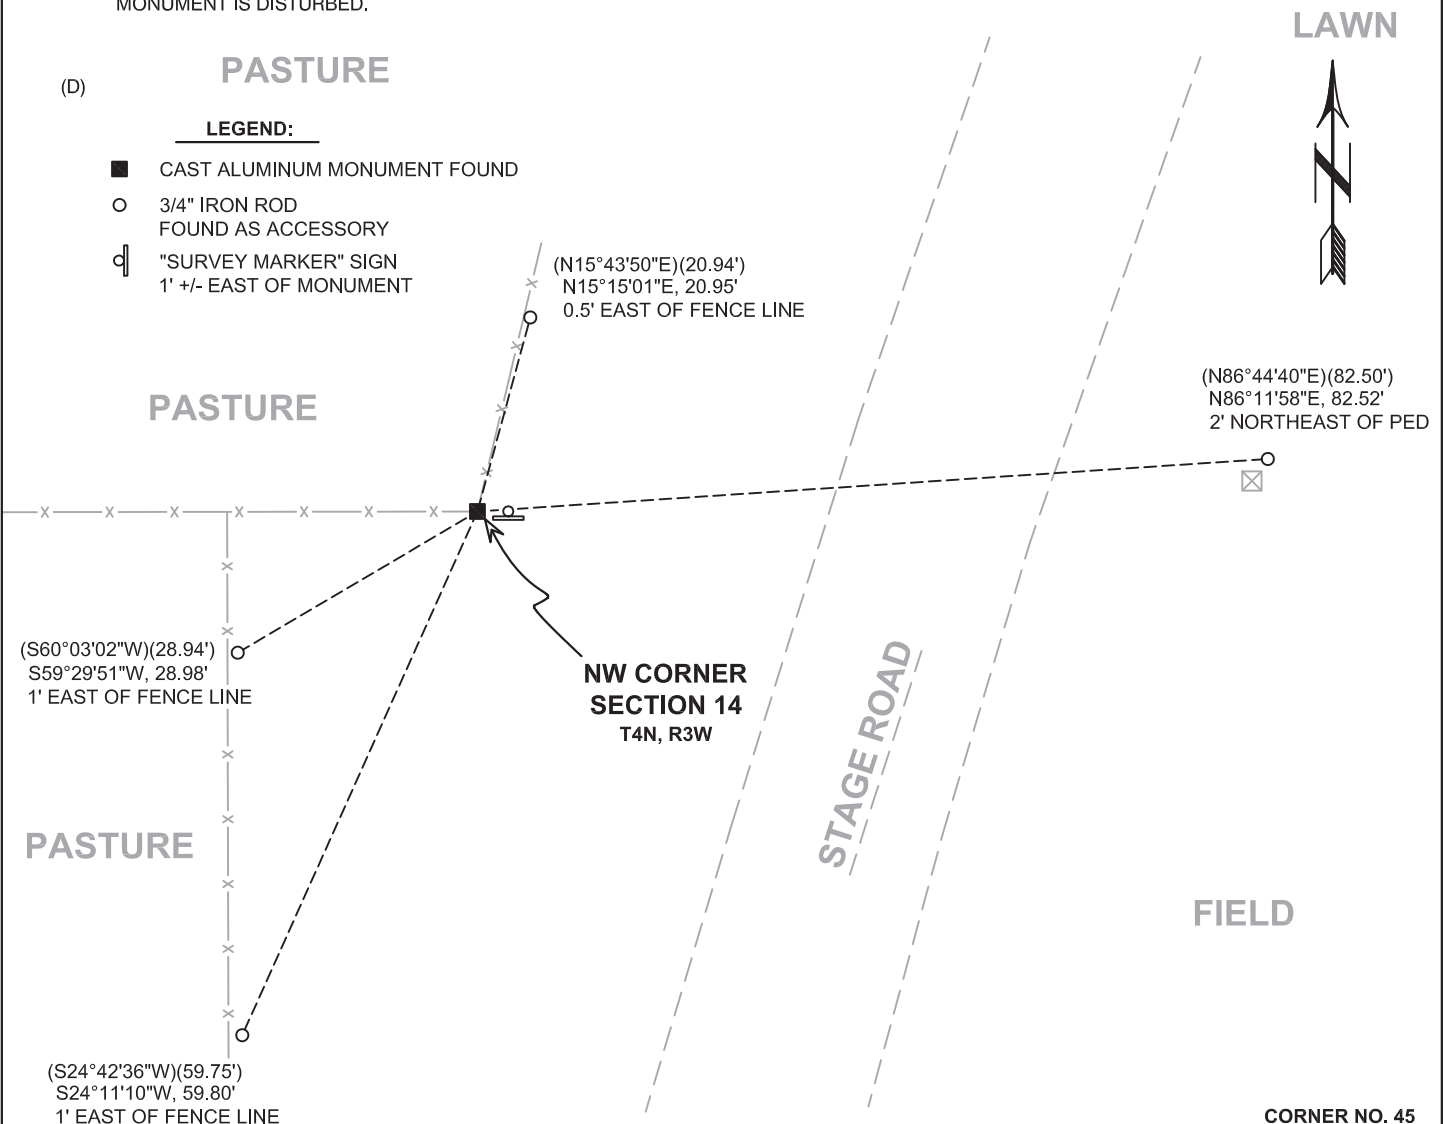 MONUMENT IS DISTURBED.
LAWN
PASTURE
(D)
LEGEND:
CAST ALUMINUM MONUMENT FOUND
3/4" IRON ROD
FOUND AS ACCESSORY
"SURVEY MARKER" SIGN
1' +/- EAST OF MONUMENT
N
(N15°43'50"E)(20.94')
N15°15'01"E, 20.95'
0.5' EAST OF FENCE LINE
PASTURE
(N86°44'40"E)(82.50')
N86°11'58"E, 82.52'
2' NORTHEAST OF PED
(S60°03'02"W)(28.94')
S59°29'51"W, 28.98'
1' EAST OF FENCE LINE
NW CORNER
SECTION 14
T4N, R3W
STAGE ROAD
PASTURE
FIELD
(S24°42'36"W)(59.75')
S24°11'10"W, 59.80'
1' EAST OF FENCE LINE
CORNER NO. 45